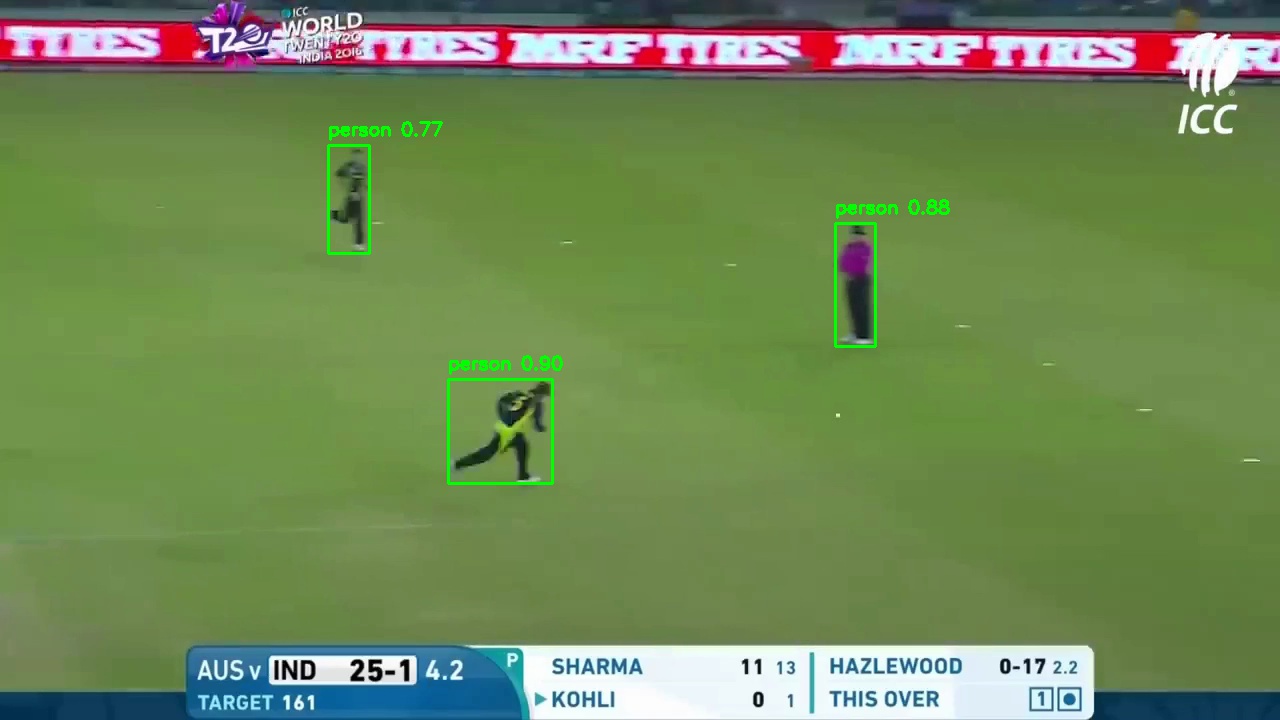 TYRES
TYRES
MRF TYRES
MRF TYRES
ICC
WORLD
TWENTY20
INDIA 2016
T20
ICC
person 0.77
person 0.88
person 0.90
AUS v IND 25-1 4.2
TARGET 161
P
SHARMA 11 13
KOHLI 0 1
HAZLEWOOD 0-17 2.2
THIS OVER 1